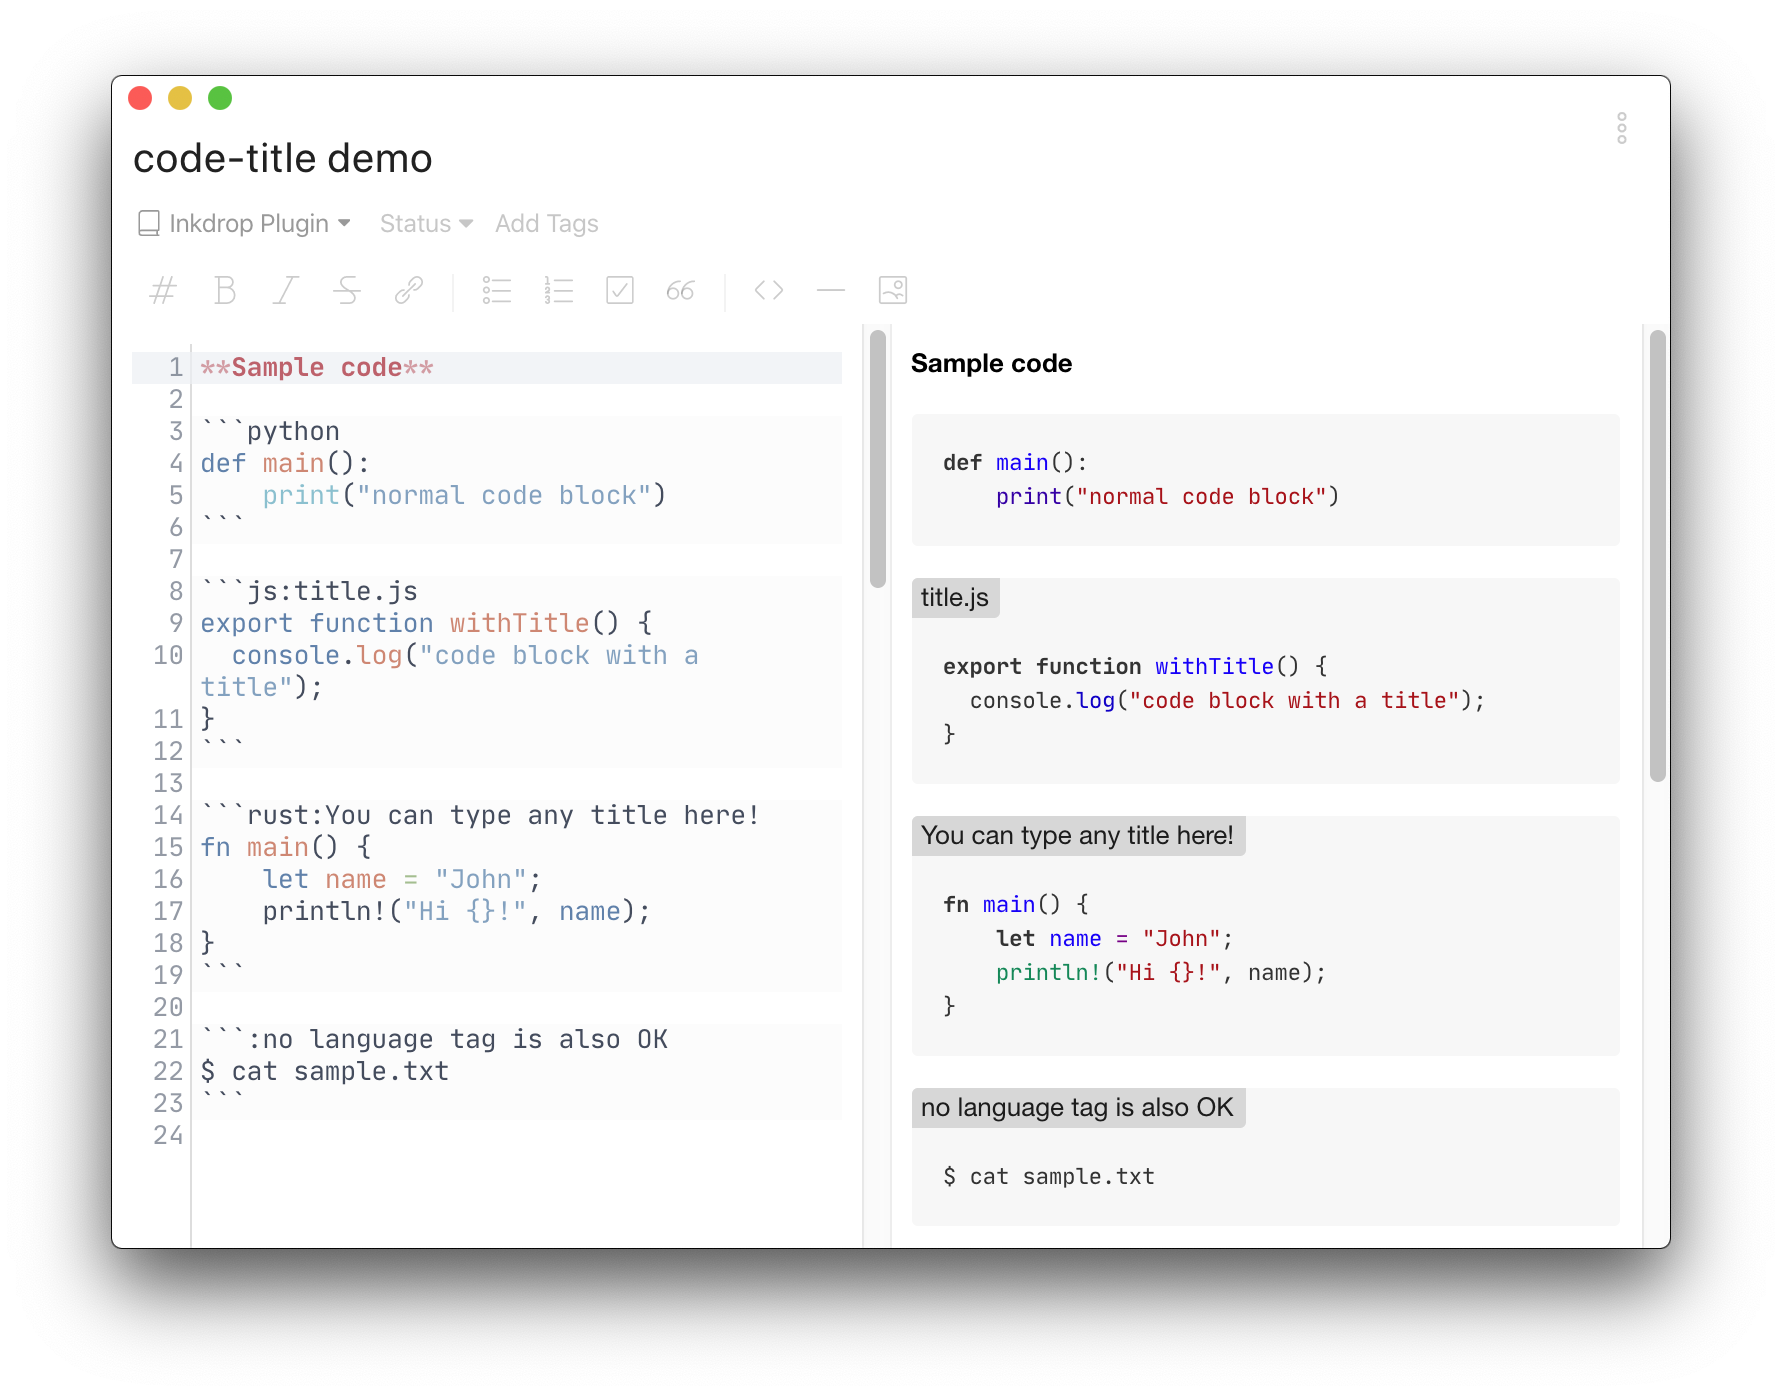 code-title demo
Inkdrop Plugin Status Add Tags
1 **Sample code**
2
3 ```python
4 def main():
5     print("normal code block")
6 ```
7
8 ```js:title.js
9 export function withTitle() {
10   console.log("code block with a
title");
11 }
12 ```
13
14 ```rust:You can type any title here!
15 fn main() {
16     let name = "John";
17     println!("Hi {}!", name);
18 }
19 ```
20
21 ```:no language tag is also OK
22 $ cat sample.txt
23 ```
24
Sample code
def main():
    print("normal code block")
title.js
export function withTitle() {
  console.log("code block with a title");
}
You can type any title here!
fn main() {
    let name = "John";
    println!("Hi {}!", name);
}
no language tag is also OK
$ cat sample.txt